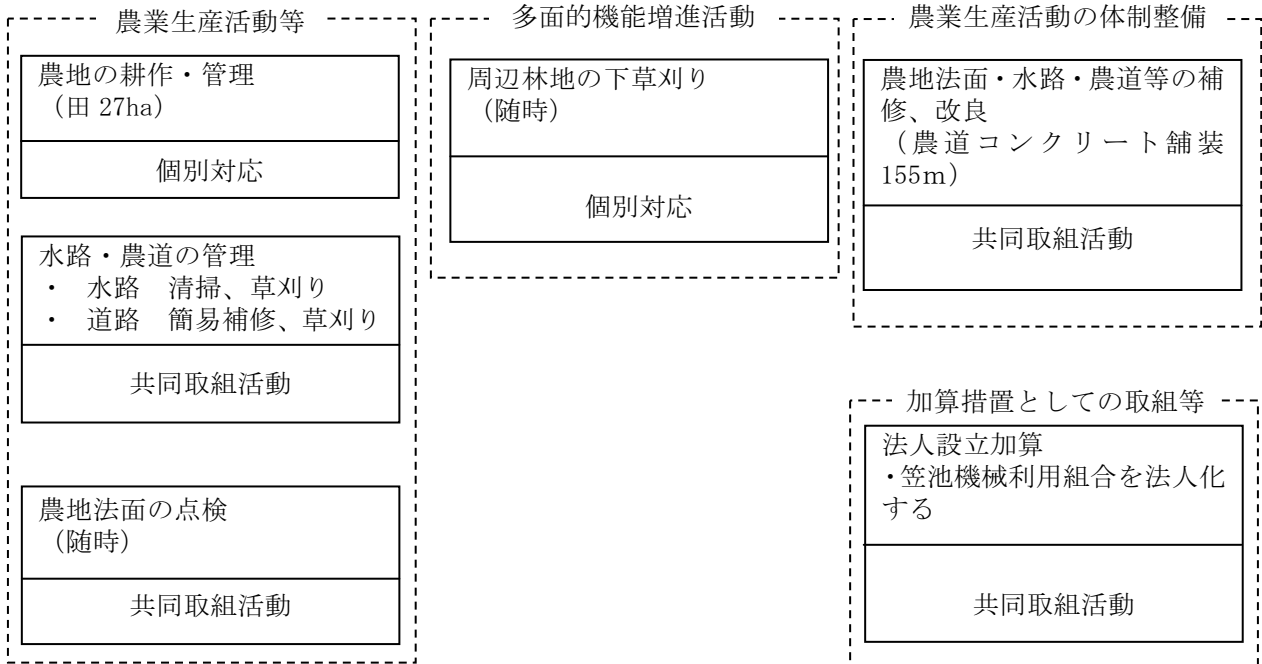 農業生産活動等
農地の耕作・管理
（田 27ha）
個別対応
水路・農道の管理
・　水路　清掃、草刈り
・　道路　簡易補修、草刈り
共同取組活動
農地法面の点検
（随時）
共同取組活動
多面的機能増進活動
周辺林地の下草刈り
（随時）
個別対応
農業生産活動の体制整備
農地法面・水路・農道等の補
修、改良
（農道コンクリート舗装
155m）
共同取組活動
加算措置としての取組等
法人設立加算
・笠池機械利用組合を法人化
する
共同取組活動